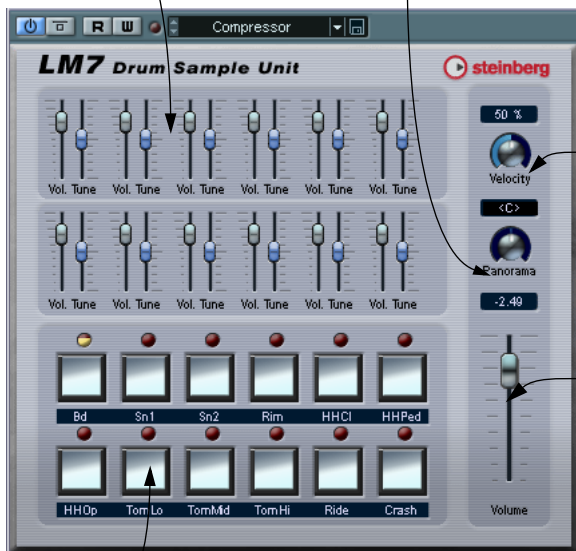 R W Compressor
LM7 Drum Sample Unit
steinberg
50 %
Vol. Tune Vol. Tune Vol. Tune Vol. Tune Vol. Tune Vol. Tune
Velocity
<C>
Panorama
Vol. Tune Vol. Tune Vol. Tune Vol. Tune Vol. Tune Vol. Tune
-2.49
Bd Sn1 Sn2 Rim HHCl HHPed
HHOp TomLo TomMid TomHi Ride Crash
Volume